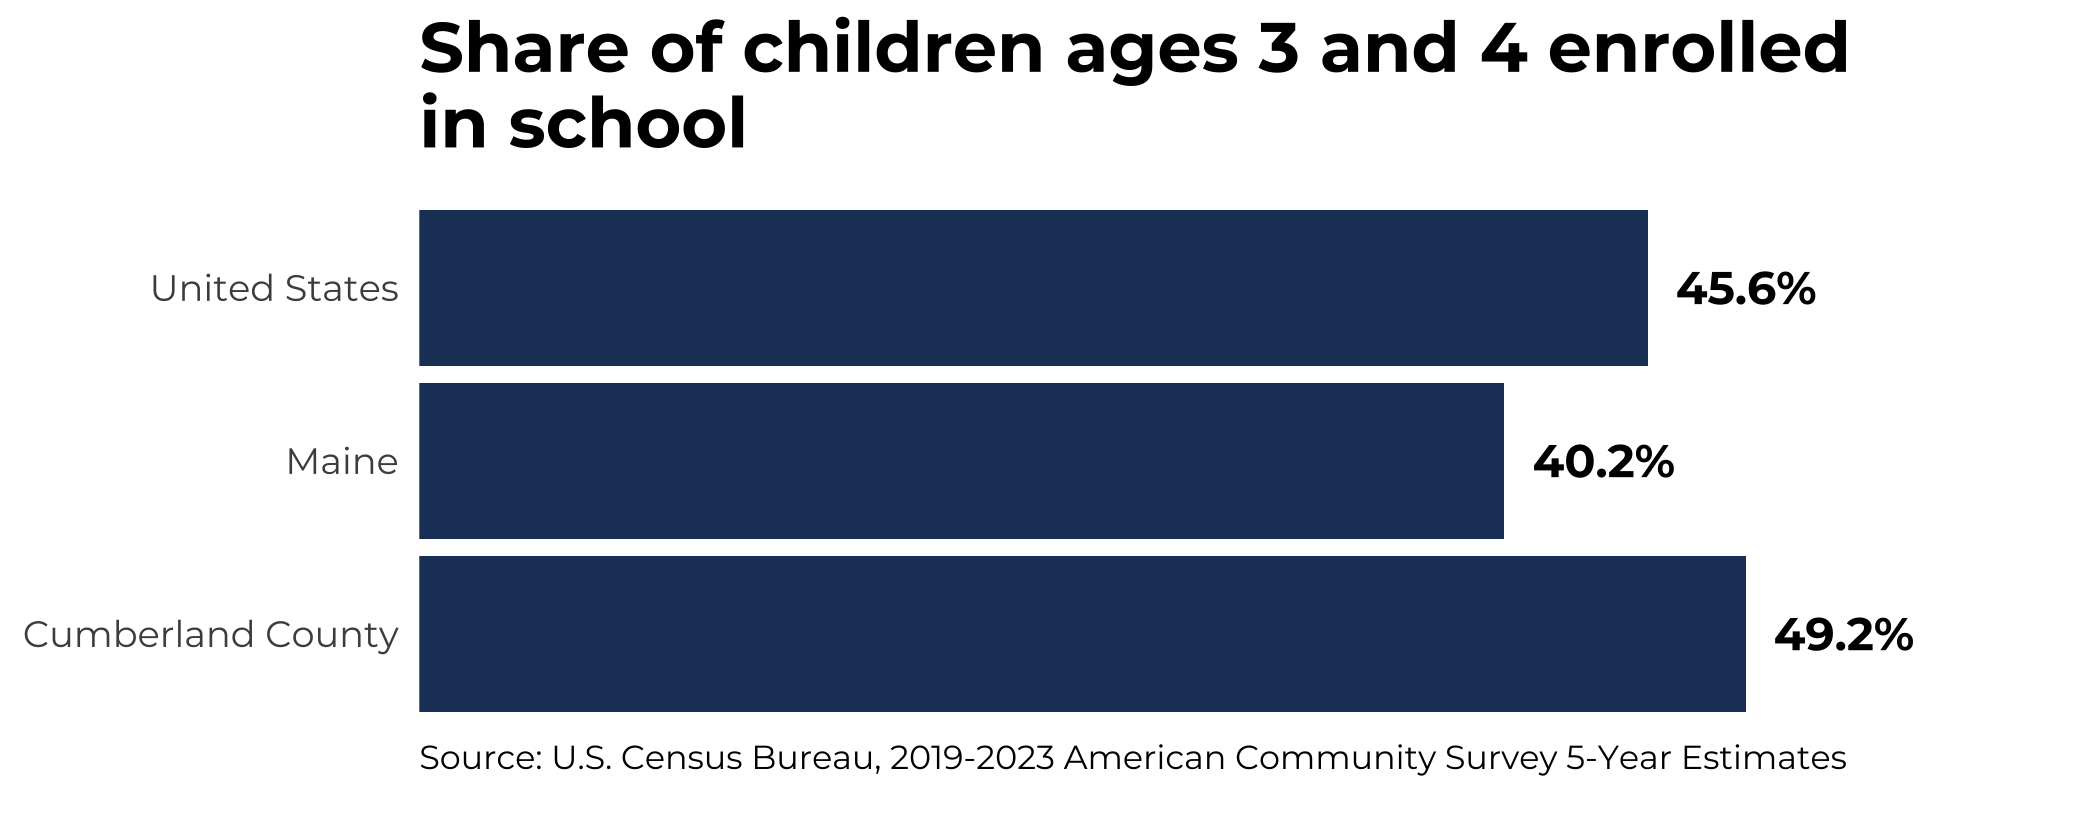 Share of children ages 3 and 4 enrolled
in school
United States
45.6%
Maine
40.2%
Cumberland County
49.2%
Source: U.S. Census Bureau, 2019-2023 American Community Survey 5-Year Estimates